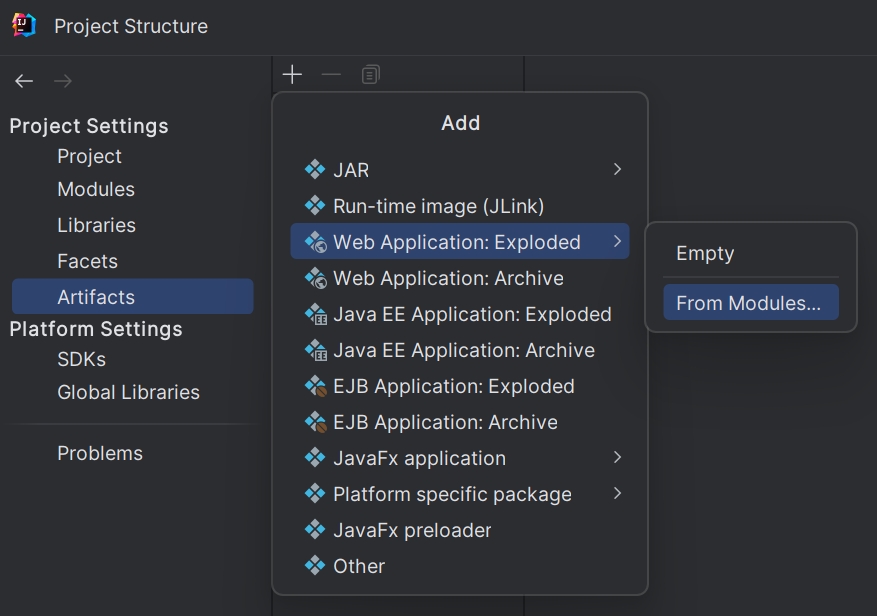 Project Structure
Project Settings
Project
Modules
Libraries
Facets
Artifacts
Platform Settings
SDKs
Global Libraries
Problems
Add
JAR
Run-time image (JLink)
Web Application: Exploded
Web Application: Archive
Java EE Application: Exploded
Java EE Application: Archive
EJB Application: Exploded
EJB Application: Archive
JavaFx application
Platform specific package
JavaFx preloader
Other
Empty
From Modules...